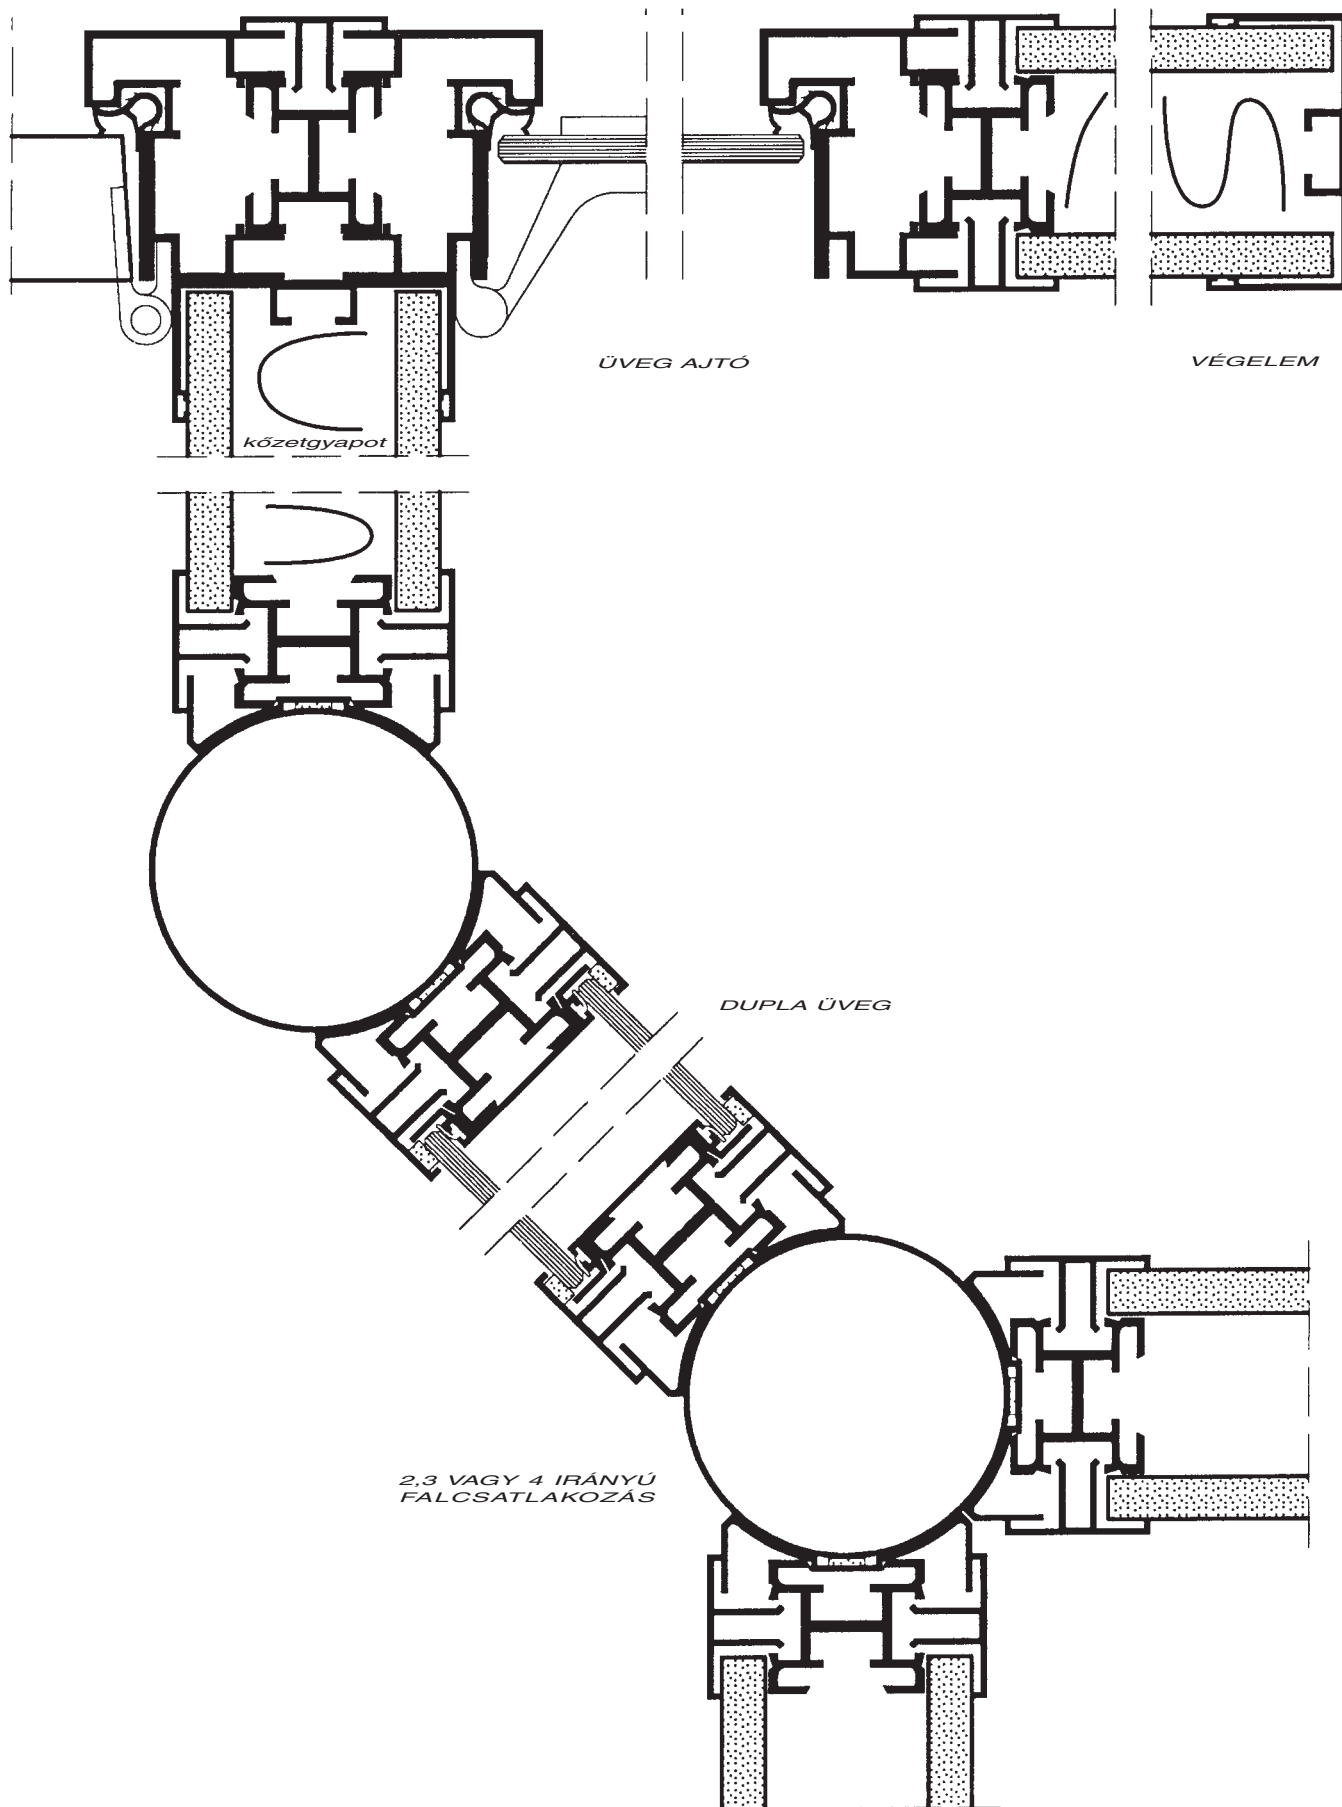 ÜVEG AJTÓ
VÉGELEM
kőzetgyapot
DUPLA ÜVEG
2,3 VAGY 4 IRÁNYÚ
FALCSATLAKOZÁS